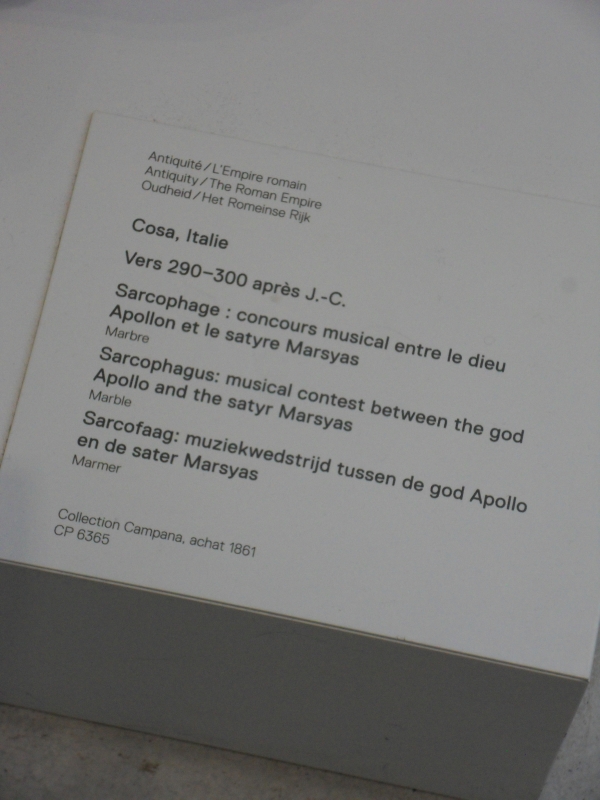 Antiquité/L'Empire romain
Antiquity/The Roman Empire
Oudheid/Het Romeinse Rijk
Cosa, Italie
Vers 290–300 après J.-C.
Sarcophage : concours musical entre le dieu
Apollon et le satyre Marsyas
Marbre
Sarcophagus: musical contest between the god
Apollo and the satyr Marsyas
Marble
Sarcofaag: muziekwedstrijd tussen de god Apollo
en de sater Marsyas
Marmer
Collection Campana, achat 1861
CP 6365